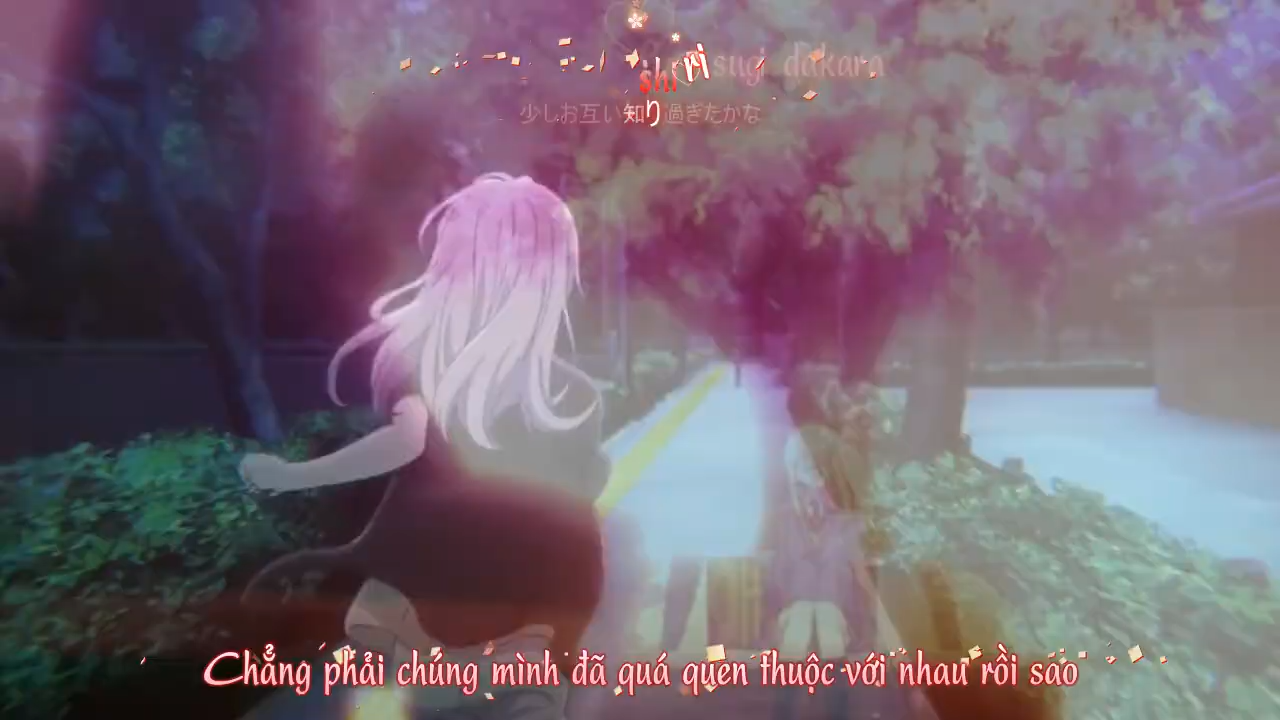 shiri sugi dakara
少しお互い知り過ぎたかな
Chẳng phải chúng mình đã quá quen thuộc với nhau rồi sao